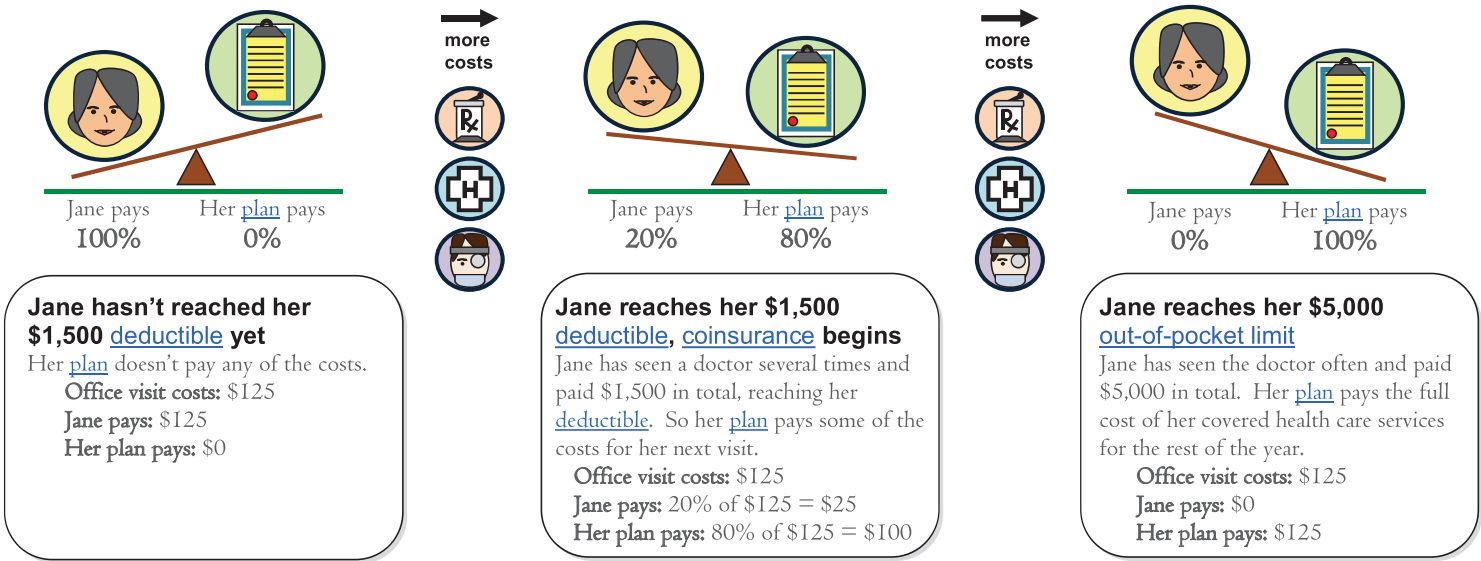 Jane pays
100%
Her plan pays
0%
more
costs
Rx
H
Jane pays
20%
Her plan pays
80%
more
costs
Rx
H
Jane pays
0%
Her plan pays
100%
Jane hasn’t reached her
$1,500 deductible yet
Her plan doesn’t pay any of the costs.
Office visit costs: $125
Jane pays: $125
Her plan pays: $0
Jane reaches her $1,500
deductible, coinsurance begins
Jane has seen a doctor several times and
paid $1,500 in total, reaching her
deductible.  So her plan pays some of the
costs for her next visit.
Office visit costs: $125
Jane pays: 20% of $125 = $25
Her plan pays: 80% of $125 = $100
Jane reaches her $5,000
out-of-pocket limit
Jane has seen the doctor often and paid
$5,000 in total.  Her plan pays the full
cost of her covered health care services
for the rest of the year.
Office visit costs: $125
Jane pays: $0
Her plan pays: $125